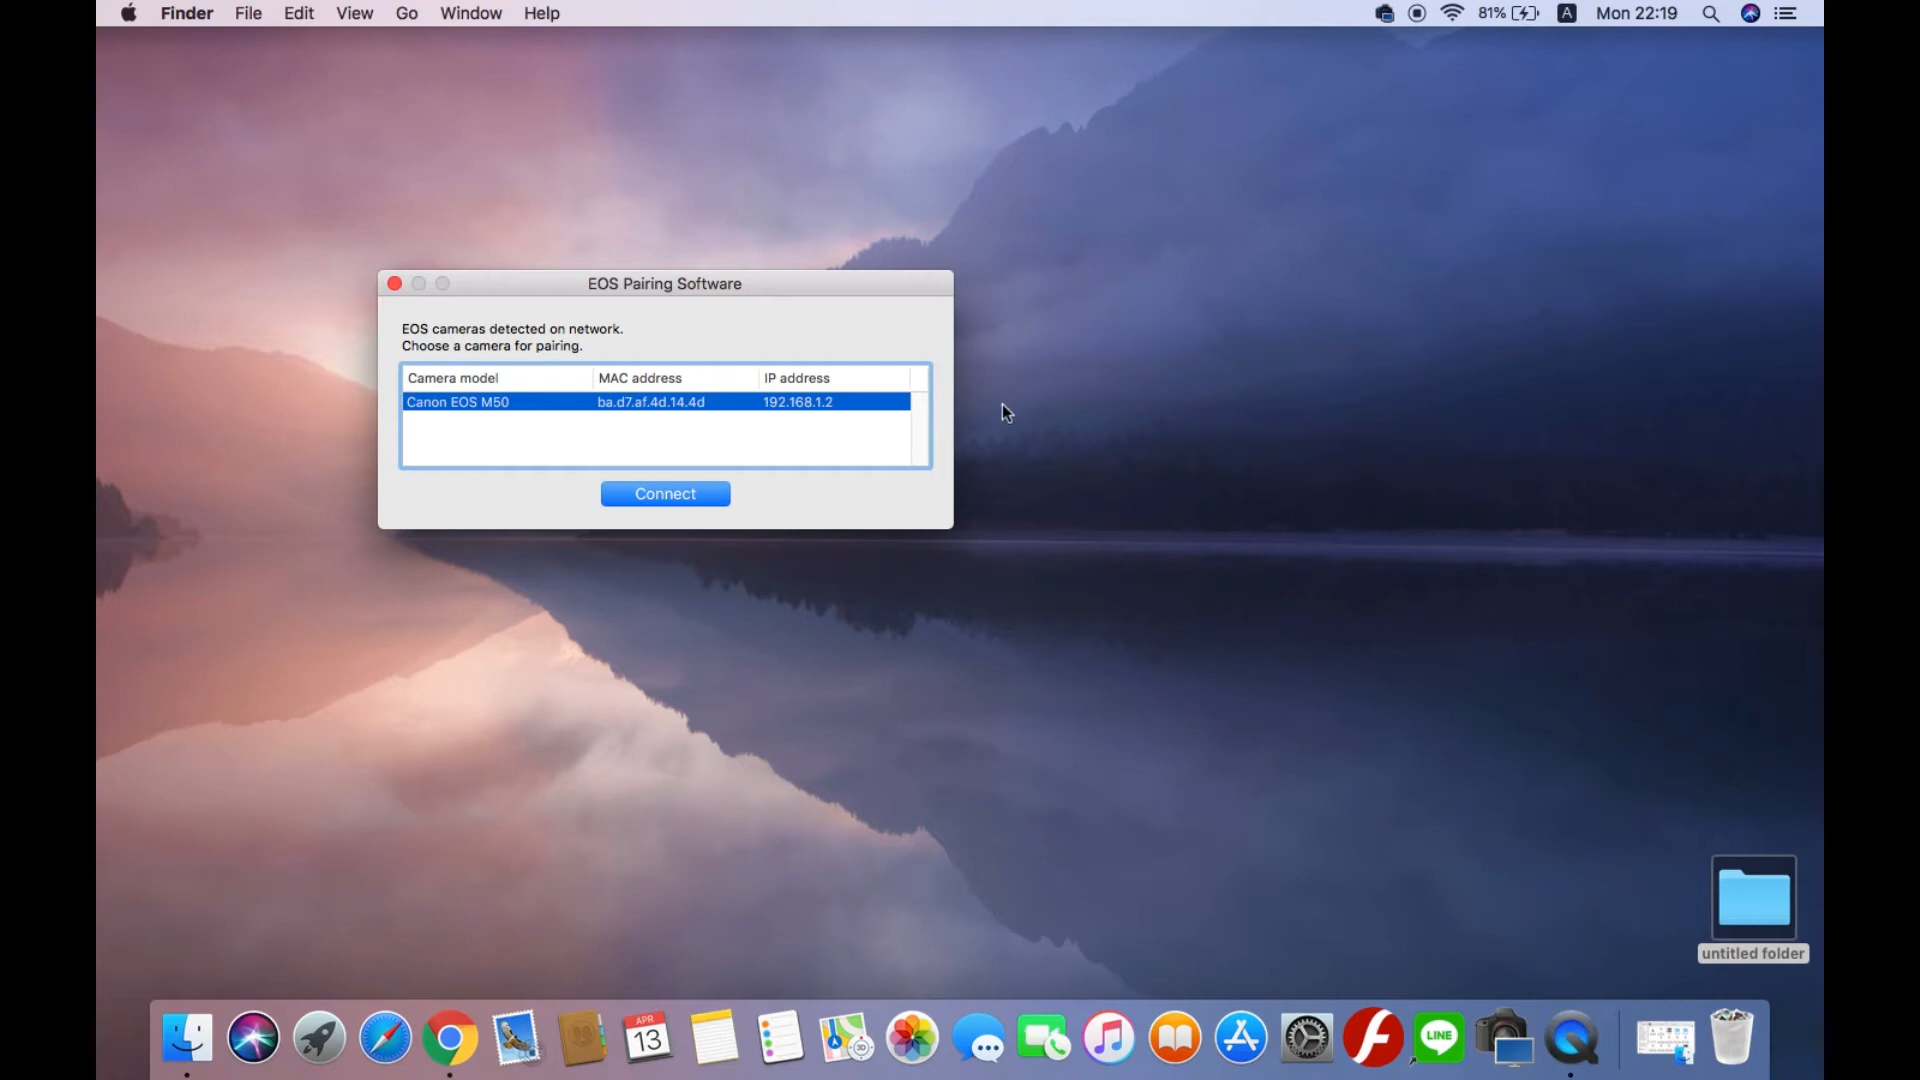 Finder File Edit View Go Window Help 81% A Mon 22:19
EOS Pairing Software
EOS cameras detected on network.
Choose a camera for pairing.
Camera model MAC address IP address
Canon EOS M50 ba.d7.af.4d.14.4d 192.168.1.2
Connect
untitled folder
APR
13
3D
LINE